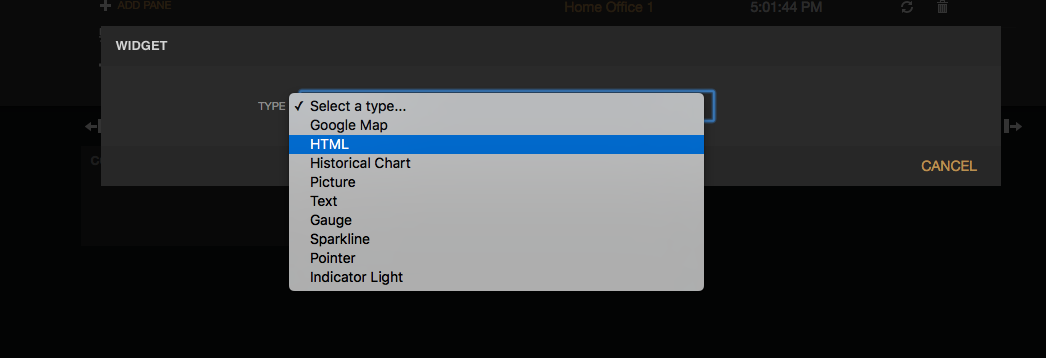 ADD PANE
Home Office 1
5:01:44 PM
WIDGET
TYPE
✓ Select a type...
Google Map
HTML
Historical Chart
Picture
Text
Gauge
Sparkline
Pointer
Indicator Light
CANCEL